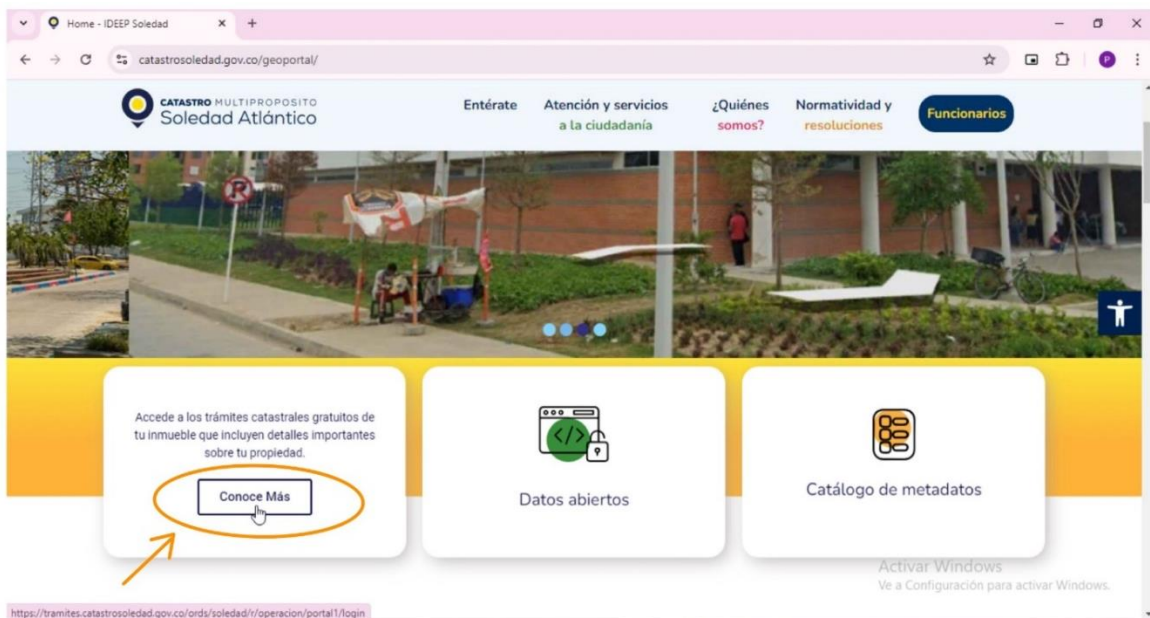 Home - IDEEP Soledad
catastrosoledad.gov.co/geoportal/
P
CATASTRO MULTIPROPOSITO
Soledad Atlántico
Entérate
Atención y servicios
a la ciudadanía
¿Quiénes
somos?
Normatividad y
resoluciones
Funcionarios
R
Accede a los trámites catastrales gratuitos de
tu inmueble que incluyen detalles importantes
sobre tu propiedad.
Conoce Más
</>
Datos abiertos
Catálogo de metadatos
Activar Windows
Ve a Configuración para activar Windows.
https://tramites.catastrosoledad.gov.co/ords/soledad/r/operacion/portal1/login